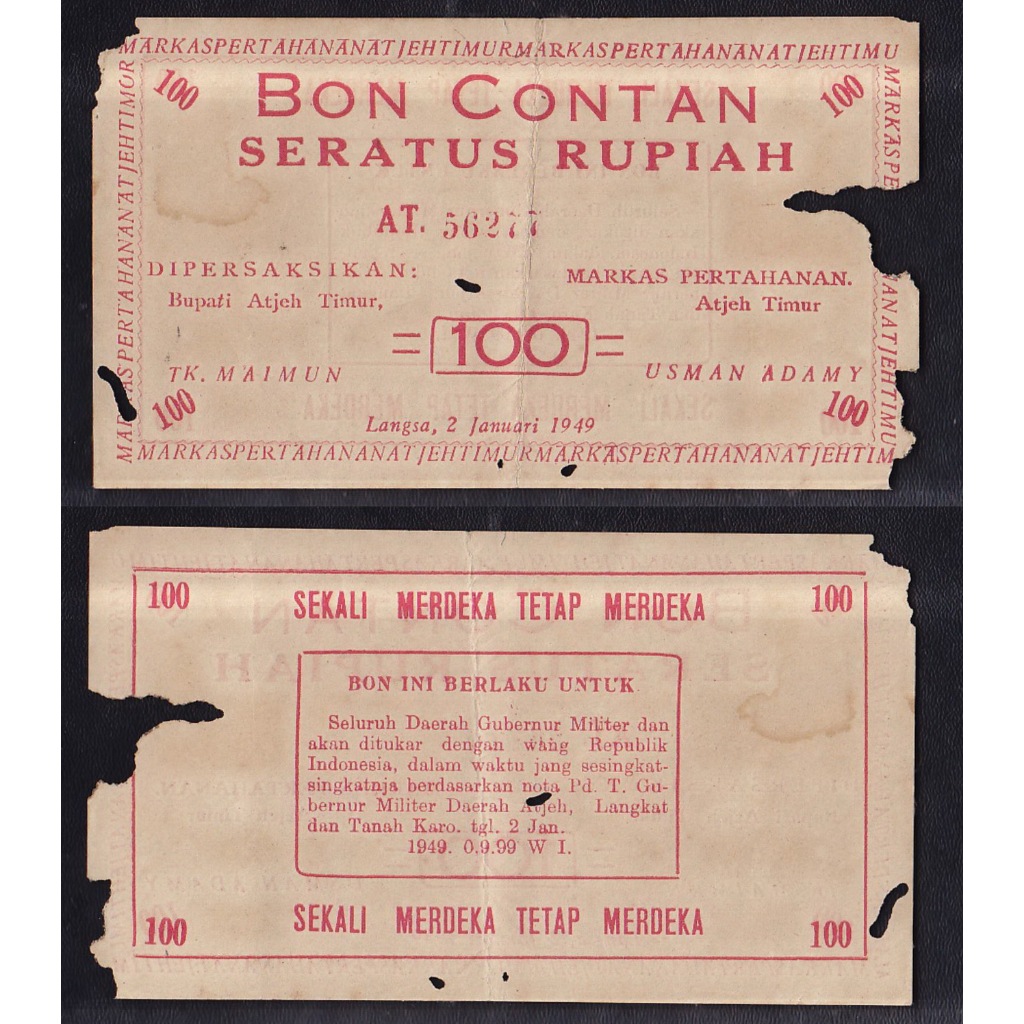 MARKASPERTAHANANATJEHTIMURMARKASPERTAHANANATJEHTIMU
100 100
BON CONTAN
SERATUS RUPIAH
AT. 56277
DIPERSAKSIKAN:
Bupati Atjeh Timur,
MARKAS PERTAHANAN.
Atjeh Timur
= 100 =
TK. MAIMUN
USMAN ADAMY
100 100
Langsa, 2 Januari 1949
MARKASPERTAHANANATJEHTIMURMARKASPERTAHANANATJEHTIM
100 100
SEKALI MERDEKA TETAP MERDEKA
BON INI BERLAKU UNTUK
Seluruh Daerah Gubernur Militer dan
akan ditukar dengan wang Republik
Indonesia, dalam waktu jang sesingkat-
singkatnja berdasarkan nota Pd. T. Gu-
bernur Militer Daerah Atjeh, Langkat
dan Tanah Karo. tgl. 2 Jan.
1949. 0.9.99 W I.
SEKALI MERDEKA TETAP MERDEKA
100 100